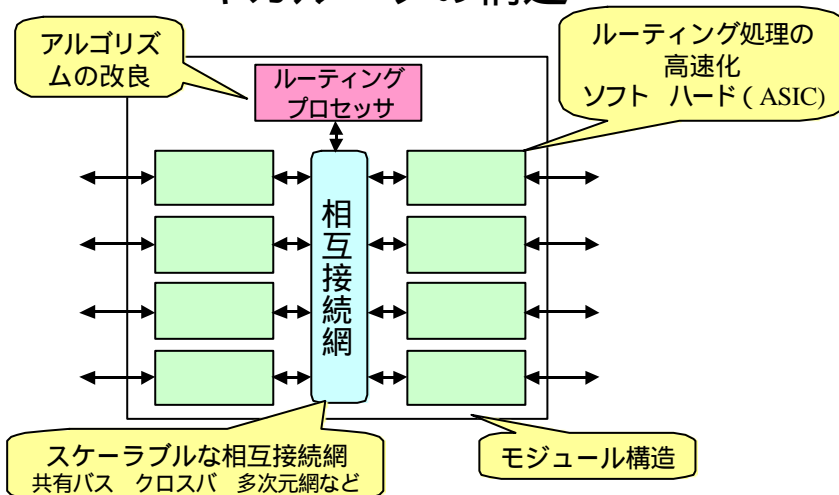 アルゴリズ
ムの改良
ルーティング処理の
高速化
ソフト ハード ( ASIC)
ルーティング
プロセッサ
相互接続網
スケーラブルな相互接続網
共有バス クロスバ 多次元網など
モジュール構造